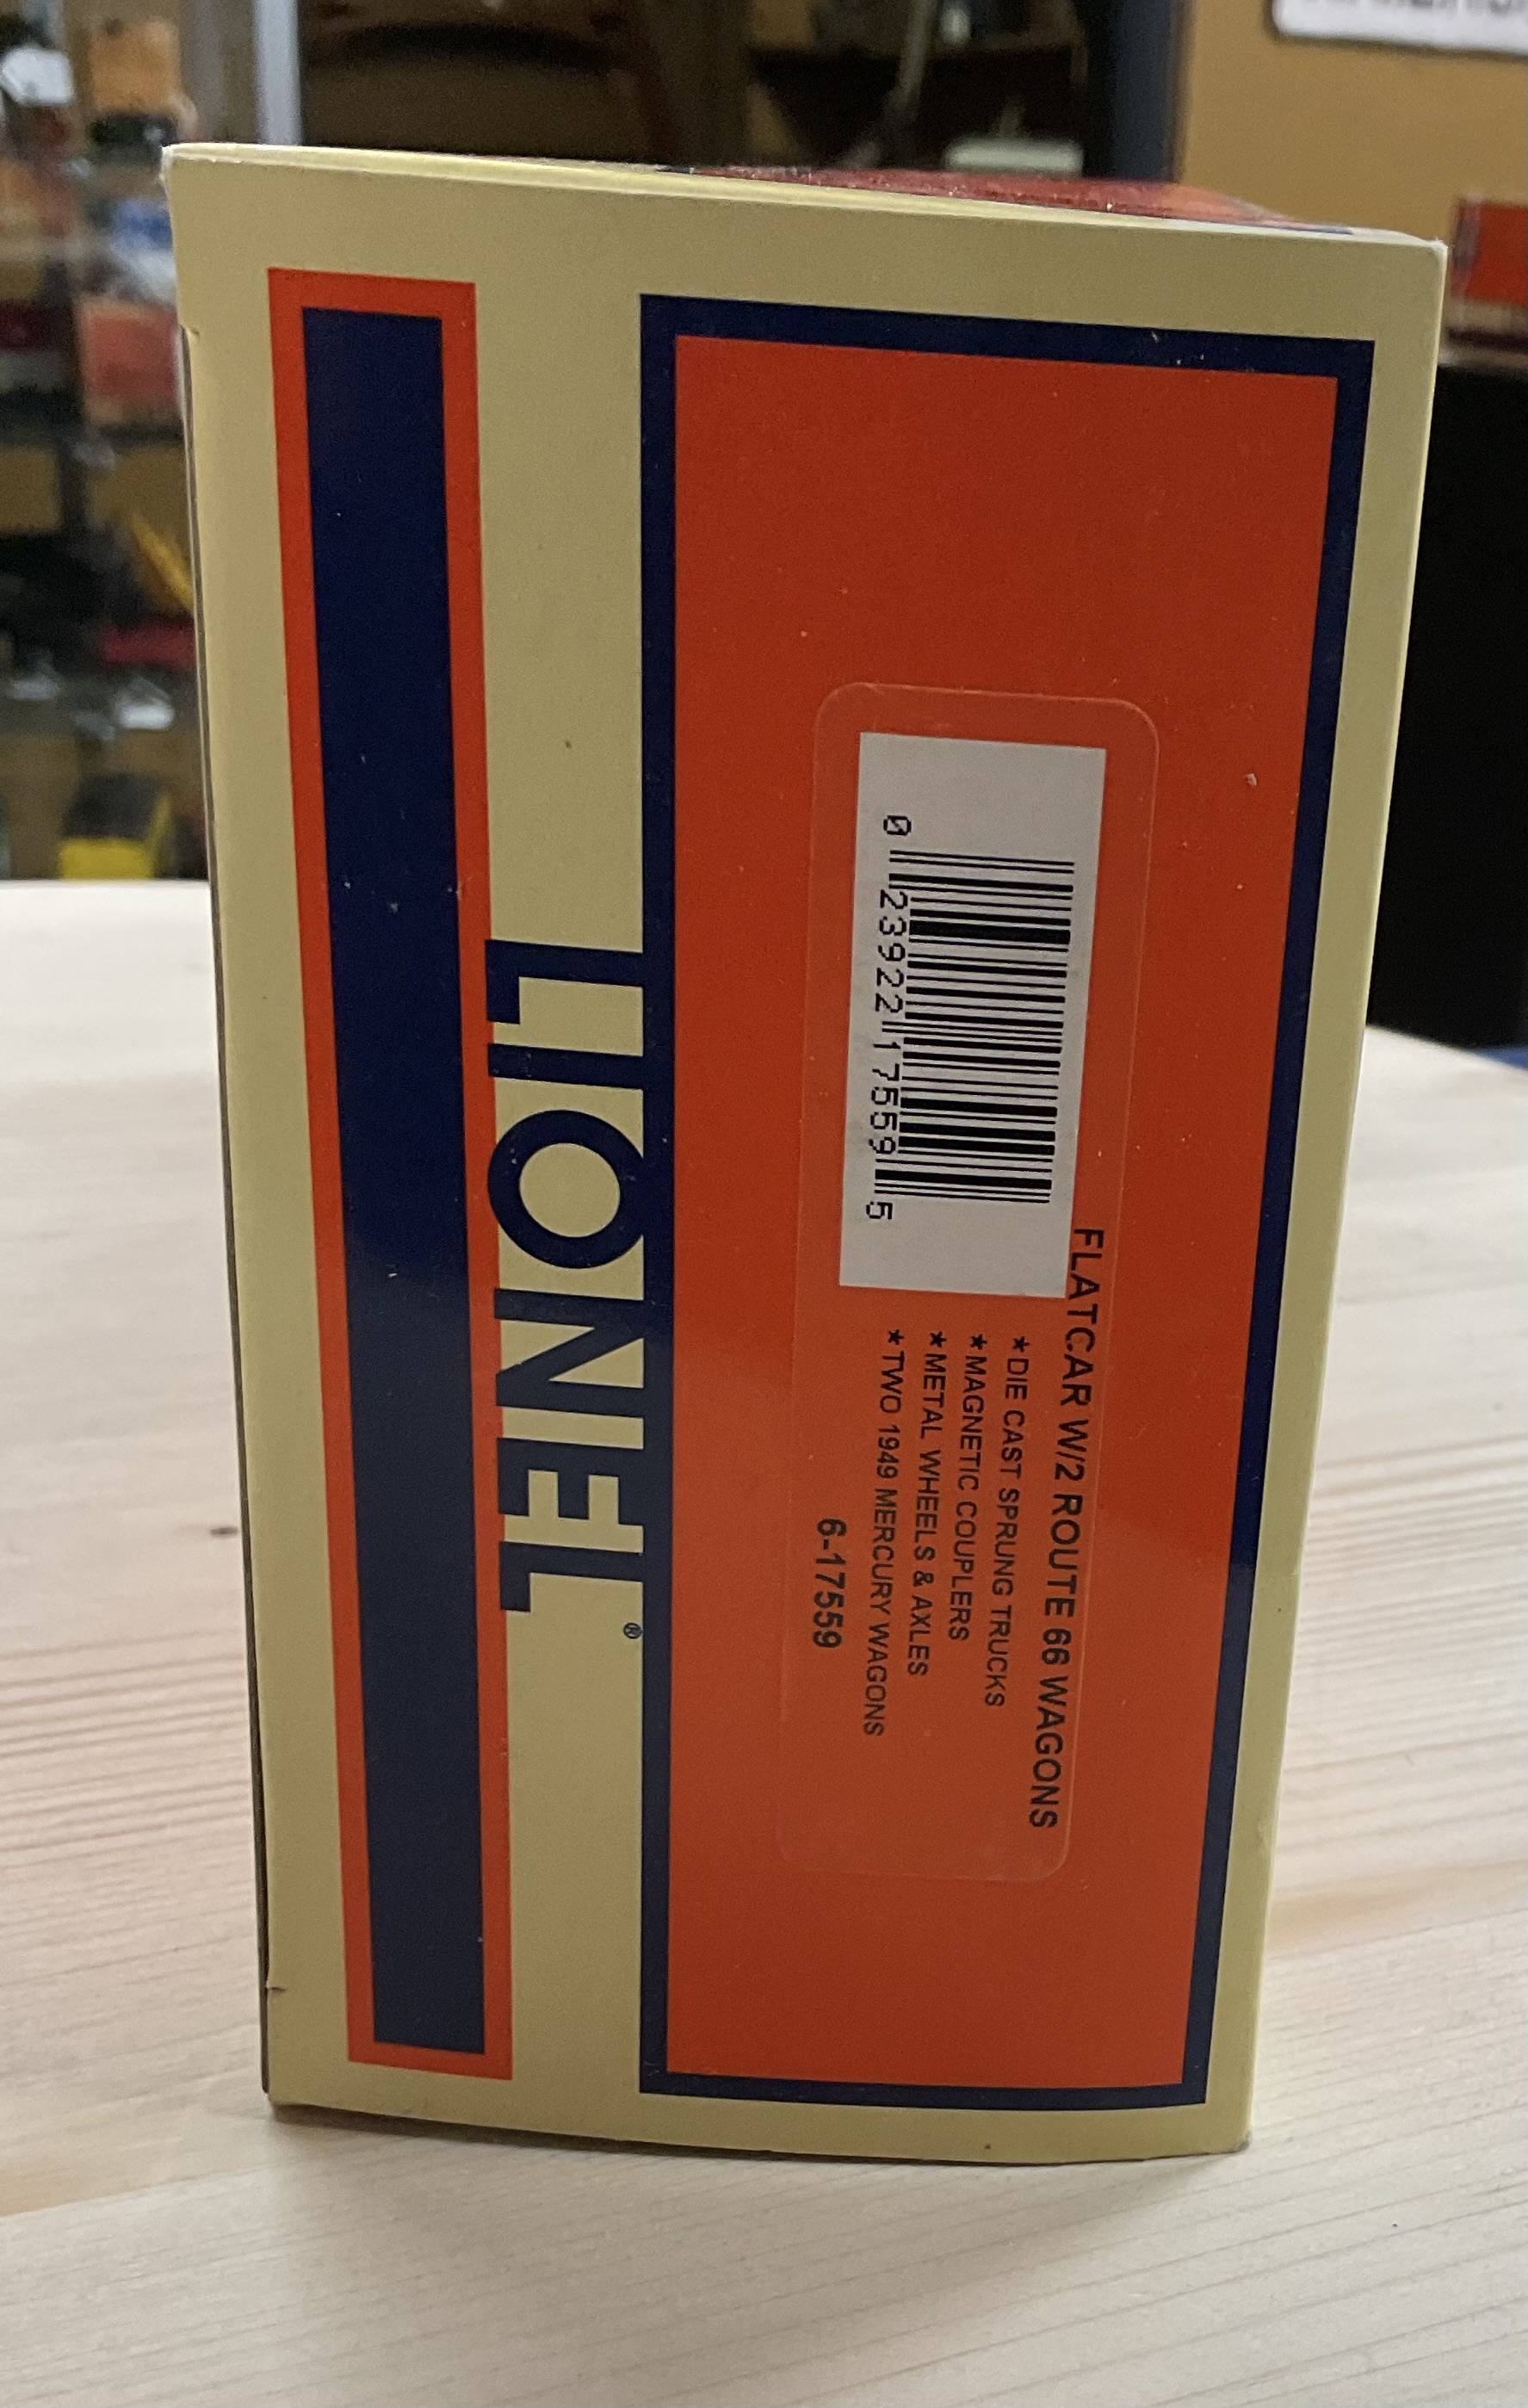 FLATCAR W/2 ROUTE 66 WAGONS
★DIE CAST SPRUNG TRUCKS
★MAGNETIC COUPLERS
★METAL WHEELS & AXLES
★TWO 1949 MERCURY WAGONS
6-17559
0 23922 17559 5
LIONEL®